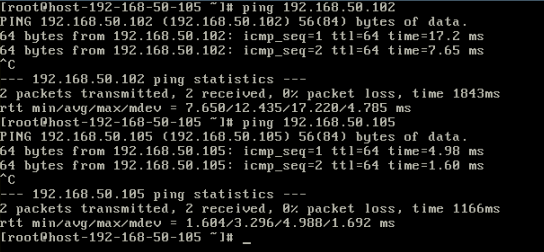 [root@host-192-168-50-105 ~]# ping 192.168.50.102
PING 192.168.50.102 (192.168.50.102) 56(84) bytes of data.
64 bytes from 192.168.50.102: icmp_seq=1 ttl=64 time=17.2 ms
64 bytes from 192.168.50.102: icmp_seq=2 ttl=64 time=7.65 ms
^C
--- 192.168.50.102 ping statistics ---
2 packets transmitted, 2 received, 0% packet loss, time 1843ms
rtt min/avg/max/mdev = 7.650/12.435/17.220/4.785 ms
[root@host-192-168-50-105 ~]# ping 192.168.50.105
PING 192.168.50.105 (192.168.50.105) 56(84) bytes of data.
64 bytes from 192.168.50.105: icmp_seq=1 ttl=64 time=4.98 ms
64 bytes from 192.168.50.105: icmp_seq=2 ttl=64 time=1.60 ms
^C
--- 192.168.50.105 ping statistics ---
2 packets transmitted, 2 received, 0% packet loss, time 1166ms
rtt min/avg/max/mdev = 1.604/3.296/4.988/1.692 ms
[root@host-192-168-50-105 ~]# _